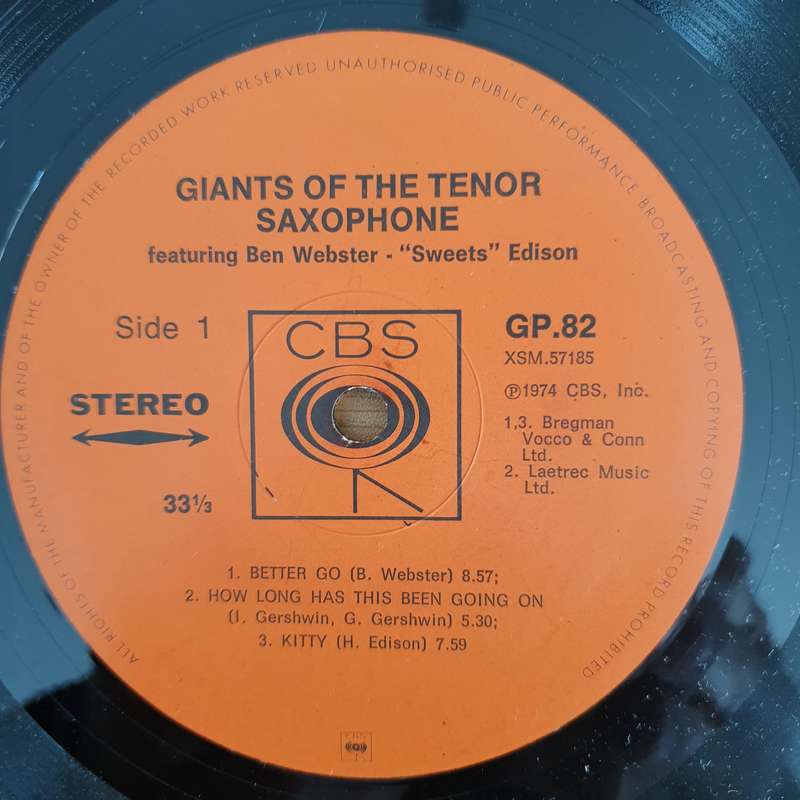 ALL RIGHTS OF THE MANUFACTURER AND OF THE OWNER OF THE RECORDED WORK RESERVED UNAUTHORISED PUBLIC PERFORMANCE BROADCASTING AND COPYING OF THIS RECORD PROHIBITED
GIANTS OF THE TENOR
SAXOPHONE
featuring Ben Webster - “Sweets” Edison
Side 1
CBS
GP.82
XSM.57185
STEREO
℗1974 CBS, Inc.
1,3. Bregman
Vocco & Conn
Ltd.
2. Laetrec Music
Ltd.
33⅓
1. BETTER GO (B. Webster) 8.57;
2. HOW LONG HAS THIS BEEN GOING ON
(I. Gershwin, G. Gershwin) 5.30;
3. KITTY (H. Edison) 7.59